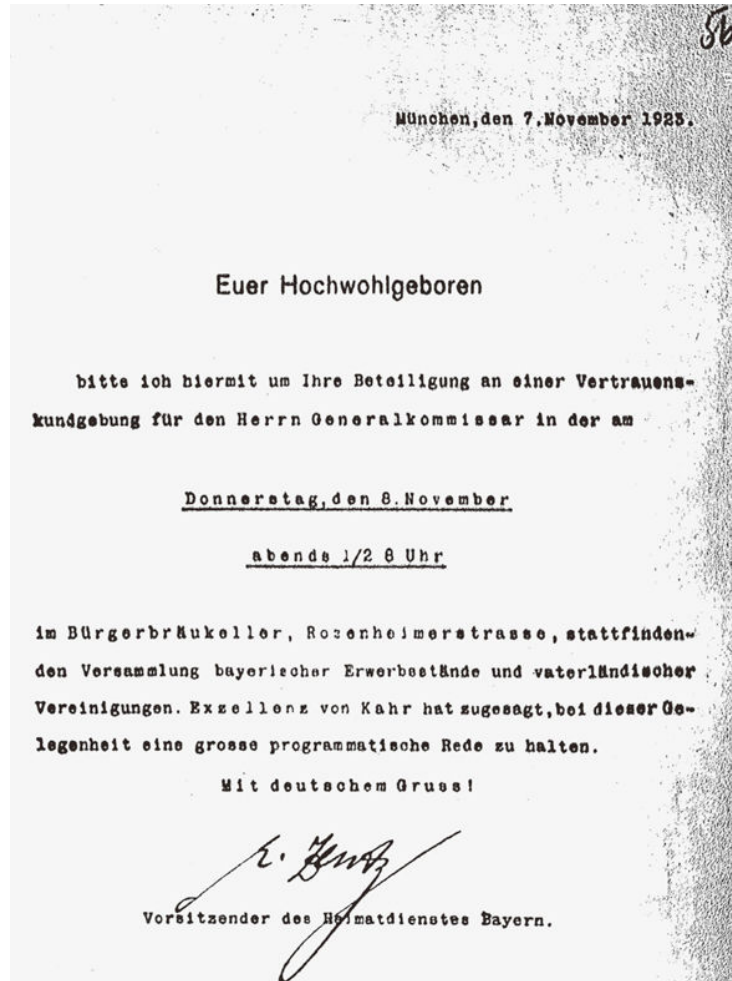 56
München,den 7.November 1923.
Euer Hochwohlgeboren
bitte ich hiermit um Ihre Beteiligung an einer Vertrauens-
kundgebung für den Herrn Generalkommissar in der am
Donnerstag,den 8.November
abends 1/2 8 Uhr
im Bürgerbräukeller, Rosenheimerstrasse, stattfinden-
den Versammlung bayerischer Erwerbsstände und vaterländischer
Vereinigungen. Exzellenz von Kahr hat zugesagt, bei dieser Ge-
legenheit eine grosse programmatische Rede zu halten.
Mit deutschem Gruss!
Zentz
Vorsitzender des Heimatdienstes Bayern.